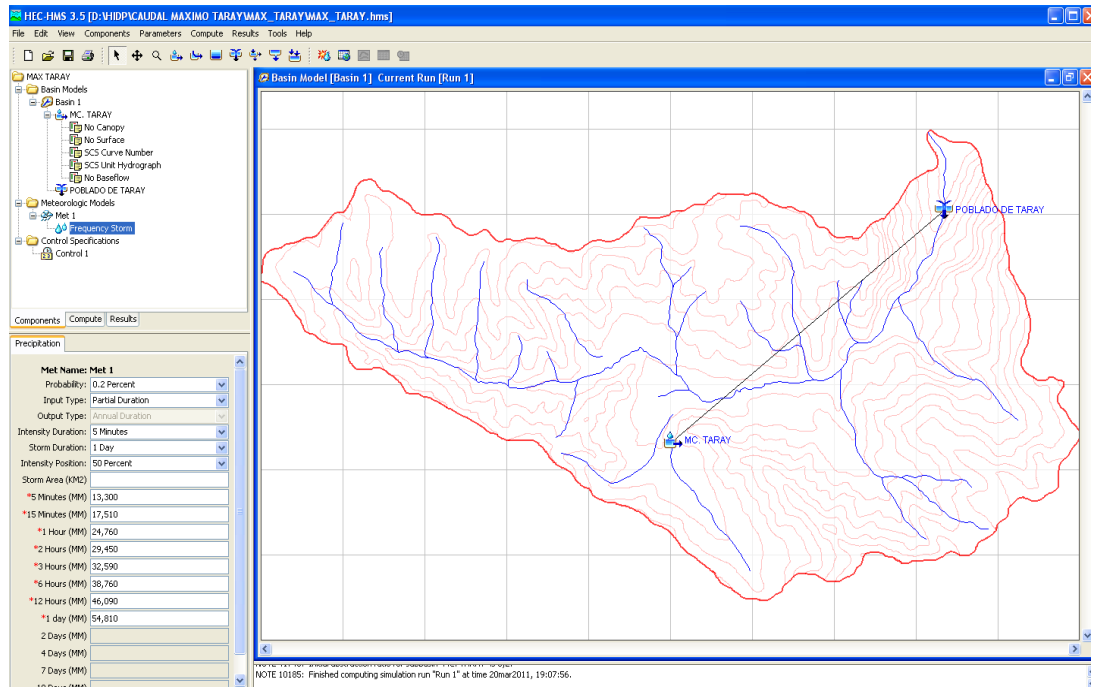 HEC-HMS 3.5 [D:\HIDP\CAUDAL MAXIMO TARAY\MAX_TARAY\MAX_TARAY.hms]
File Edit View Components Parameters Compute Results Tools Help
MAX TARAY
Basin Models
Basin 1
MC. TARAY
No Canopy
No Surface
SCS Curve Number
SCS Unit Hydrograph
No Baseflow
POBLADO DE TARAY
Meteorologic Models
Met 1
Frequency Storm
Control Specifications
Control 1
Components Compute Results
Precipitation
Met Name: Met 1
Probability: 0.2 Percent
Input Type: Partial Duration
Output Type: Annual Duration
Intensity Duration: 5 Minutes
Storm Duration: 1 Day
Intensity Position: 50 Percent
Storm Area (KM2)
*5 Minutes (MM) 13,300
*15 Minutes (MM) 17,510
*1 Hour (MM) 24,760
*2 Hours (MM) 29,450
*3 Hours (MM) 32,590
*6 Hours (MM) 38,760
*12 Hours (MM) 46,090
*1 day (MM) 54,810
2 Days (MM)
4 Days (MM)
7 Days (MM)
Basin Model [Basin 1] Current Run [Run 1]
POBLADO DE TARAY
MC. TARAY
NOTE 10185: Finished computing simulation run "Run 1" at time 20mar2011, 19:07:56.